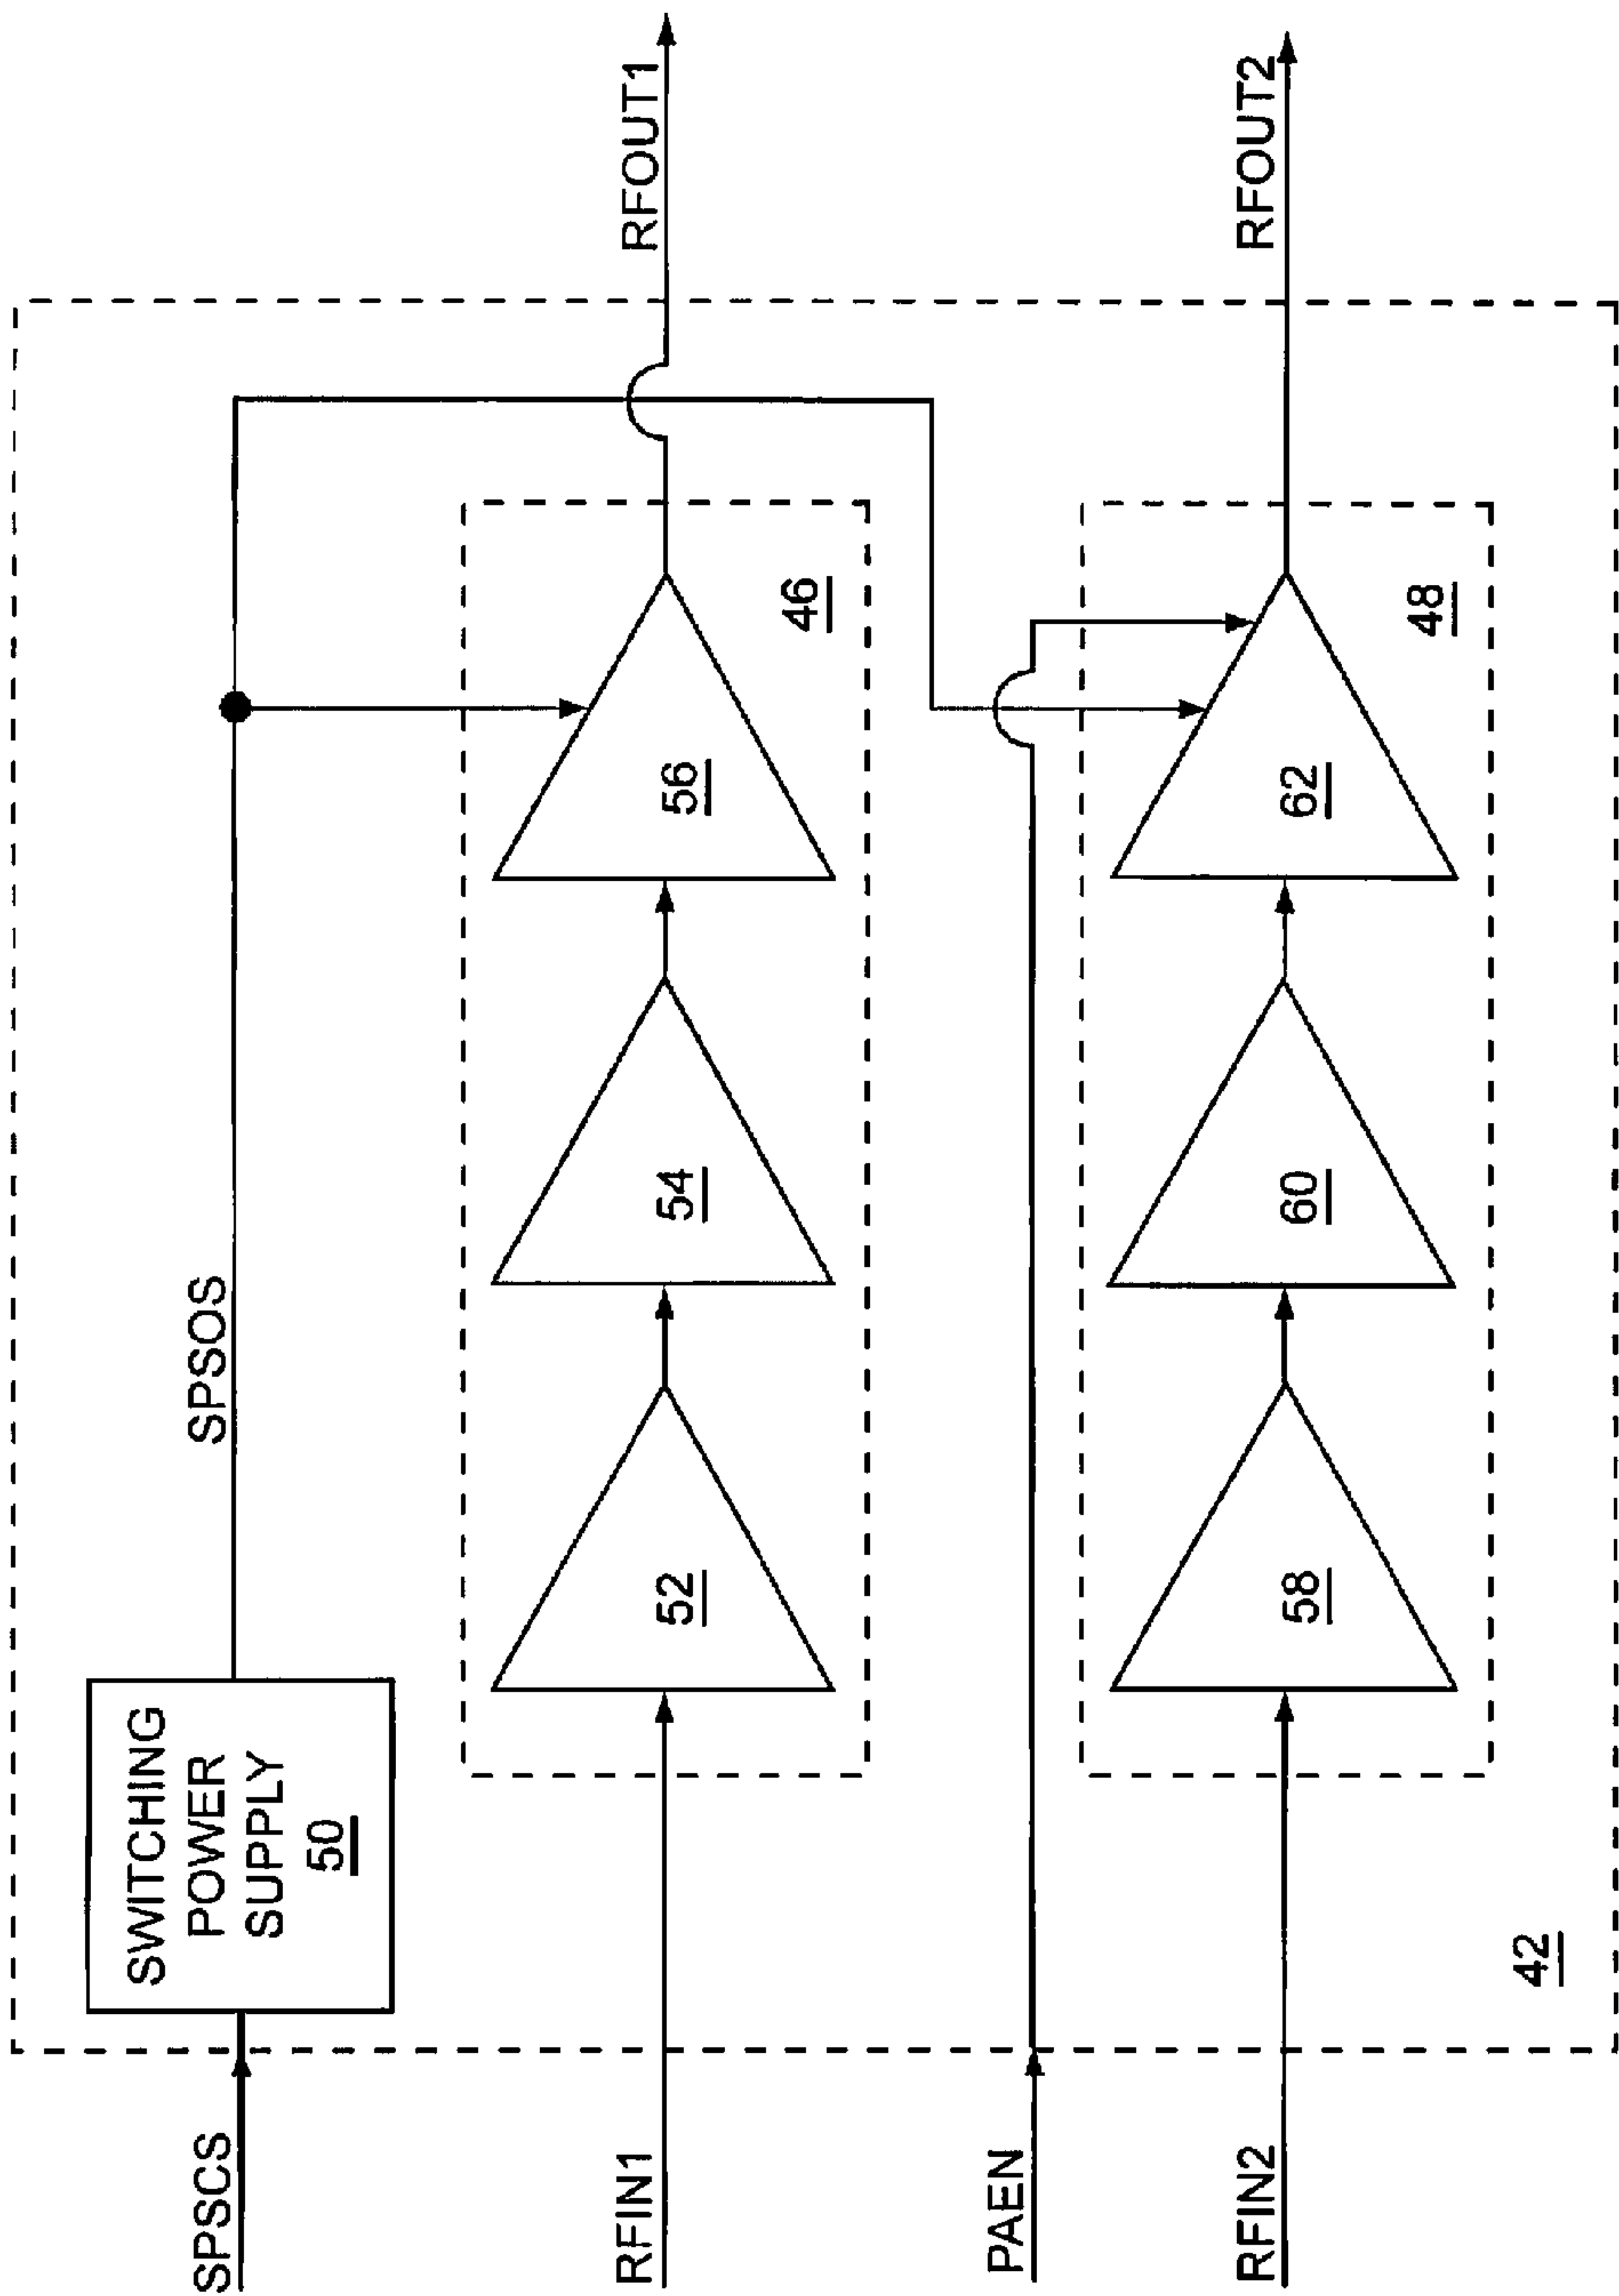 SPSCS
SWITCHING
POWER
SUPPLY
50
SPSOS
RFIN1
52
54
56
46
RFOUT1
PAEN
RFIN2
58
60
62
48
RFOUT2
42